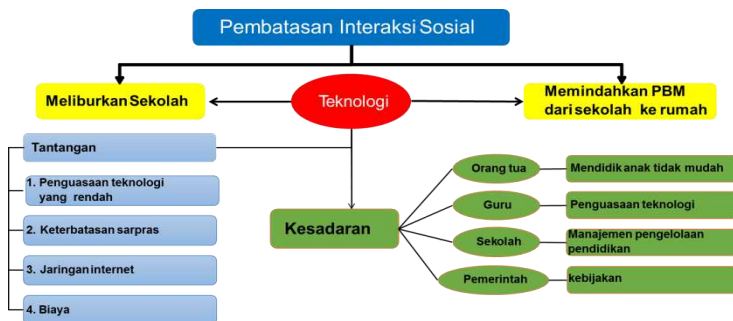 Pembatasan Interaksi Sosial
Meliburkan Sekolah
Teknologi
Memindahkan PBM
dari sekolah ke rumah
Tantangan
1. Penguasaan teknologi
yang rendah
2. Keterbatasan sarpras
3. Jaringan internet
4. Biaya
Kesadaran
Orang tua
Mendidik anak tidak mudah
Guru
Penguasaan teknologi
Sekolah
Manajemen pengelolaan
pendidikan
Pemerintah
kebijakan